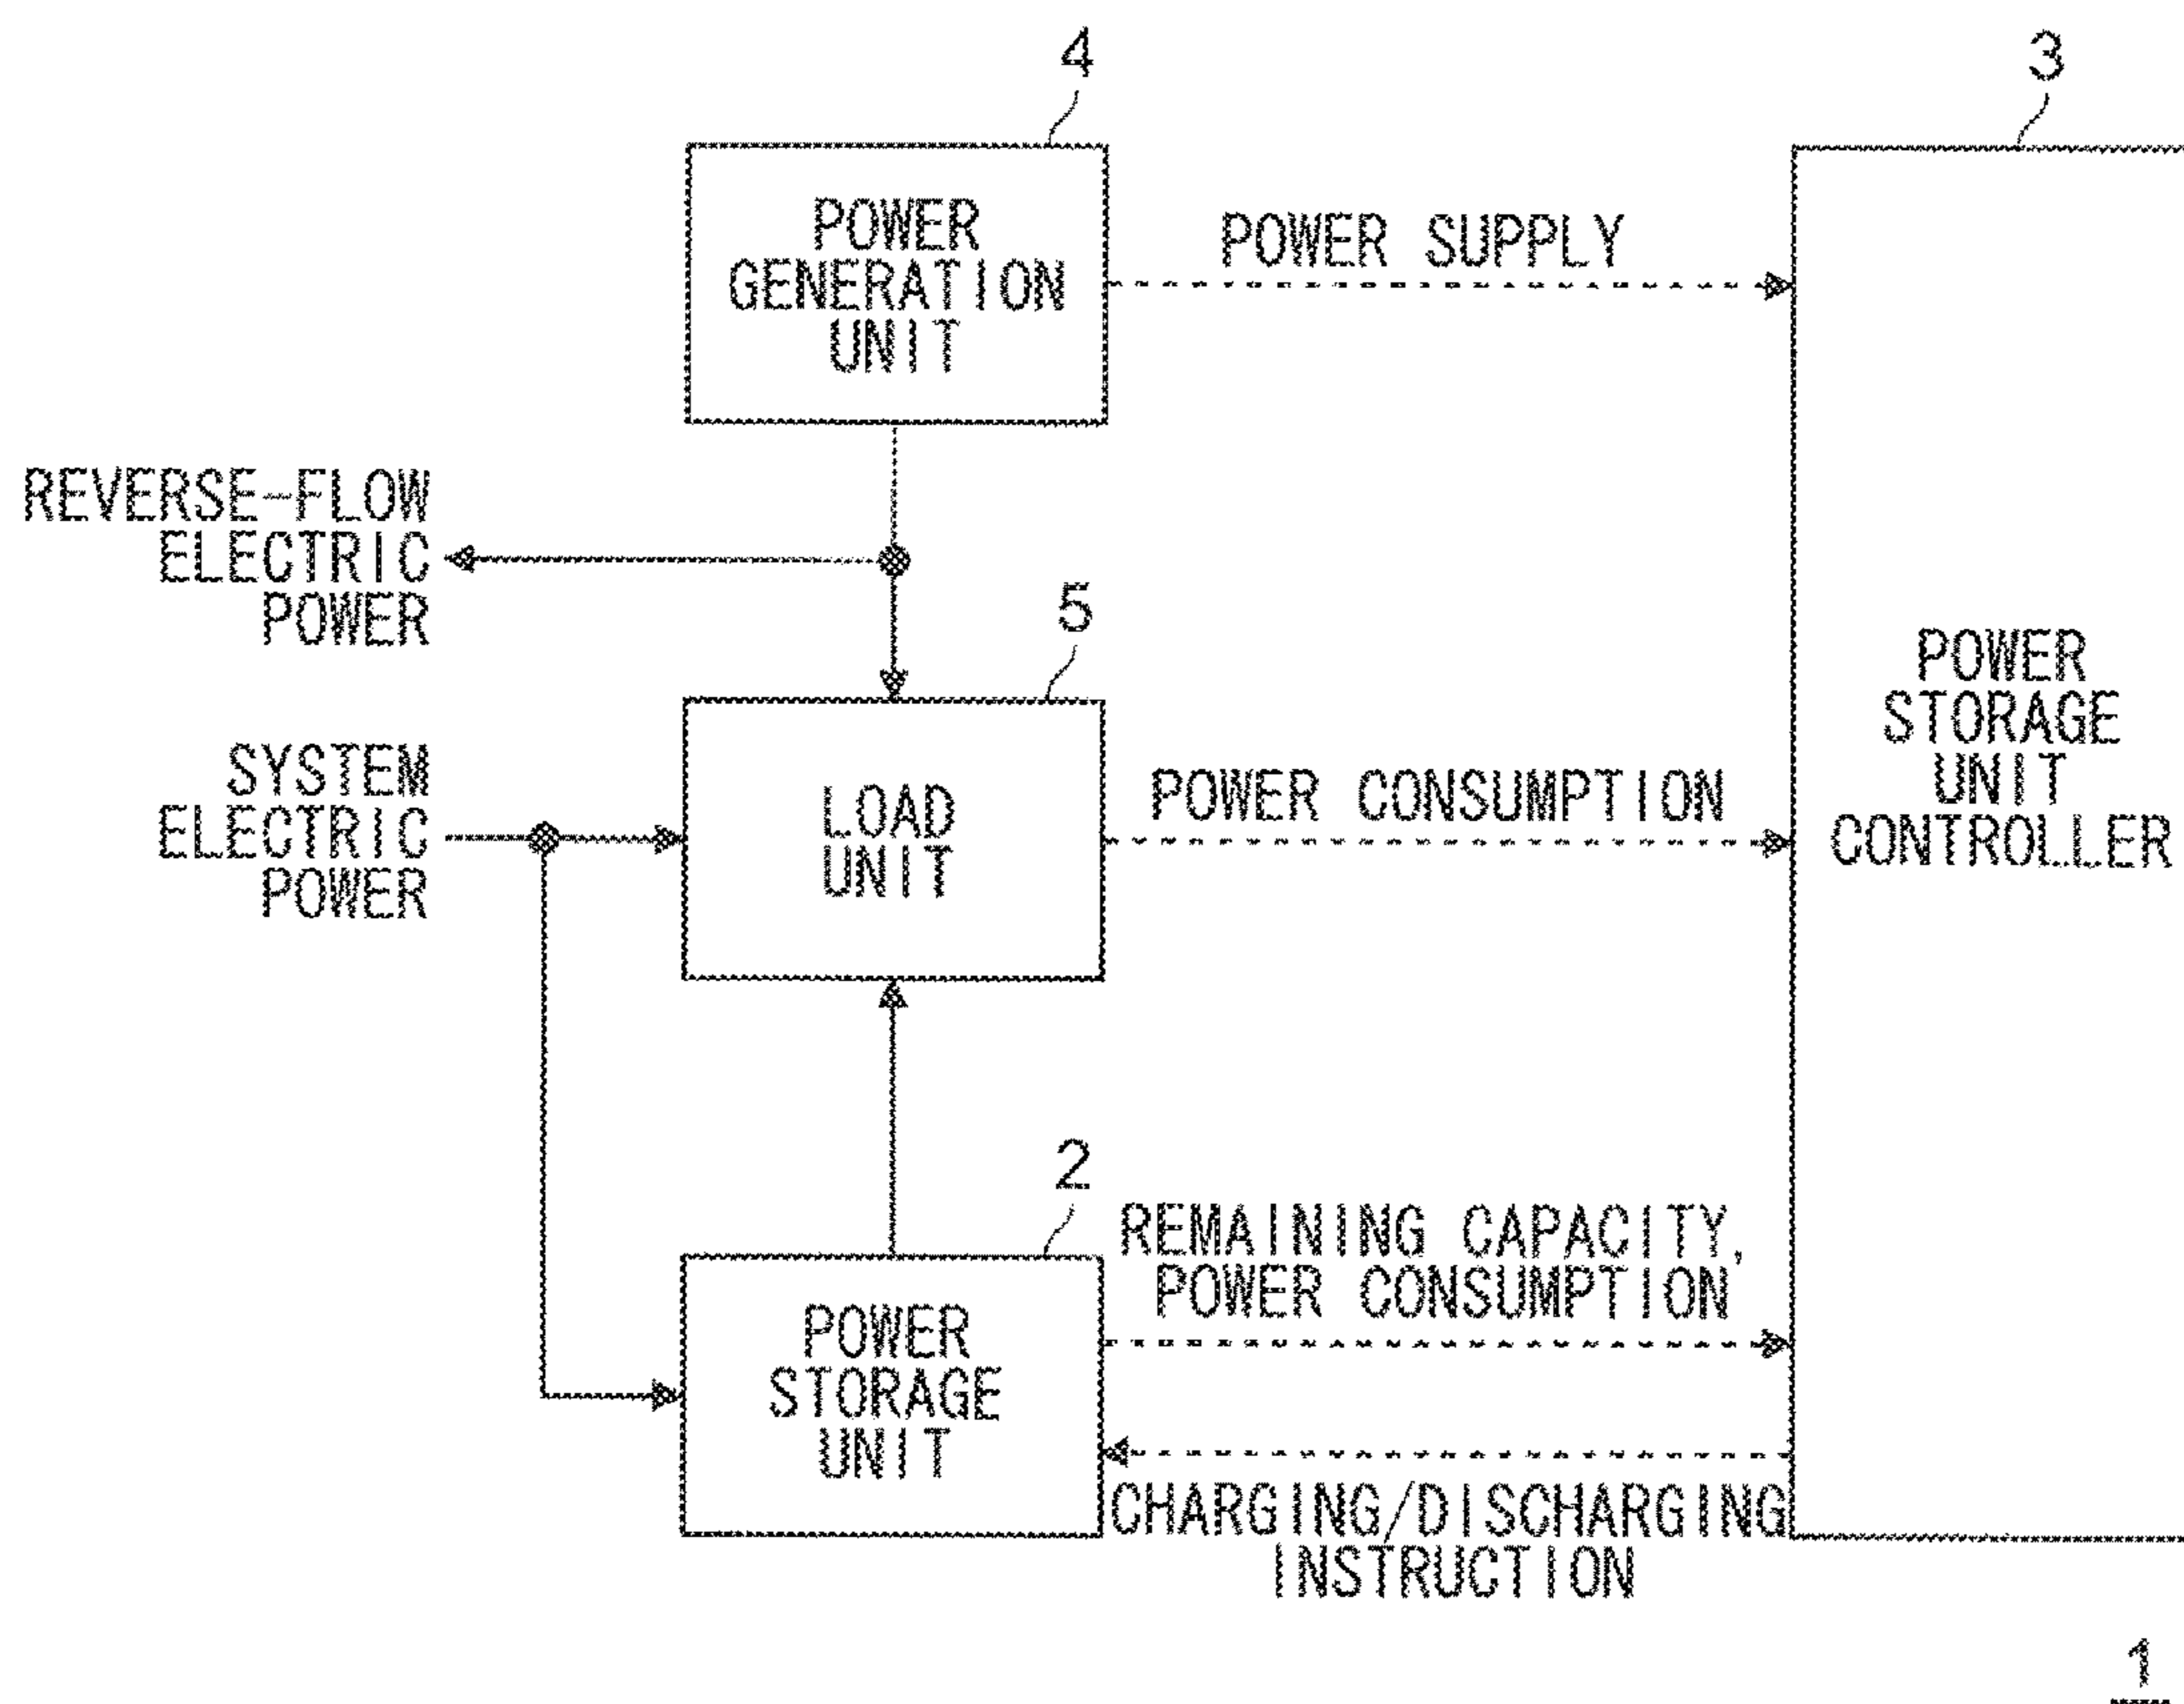 4
3
POWER
GENERATION
UNIT
POWER SUPPLY
REVERSE-FLOW
ELECTRIC
POWER
5
SYSTEM
ELECTRIC
POWER
LOAD
UNIT
POWER CONSUMPTION
POWER
STORAGE
UNIT
CONTROLLER
2
POWER
STORAGE
UNIT
REMAINING CAPACITY,
POWER CONSUMPTION
CHARGING/DISCHARGING
INSTRUCTION
1